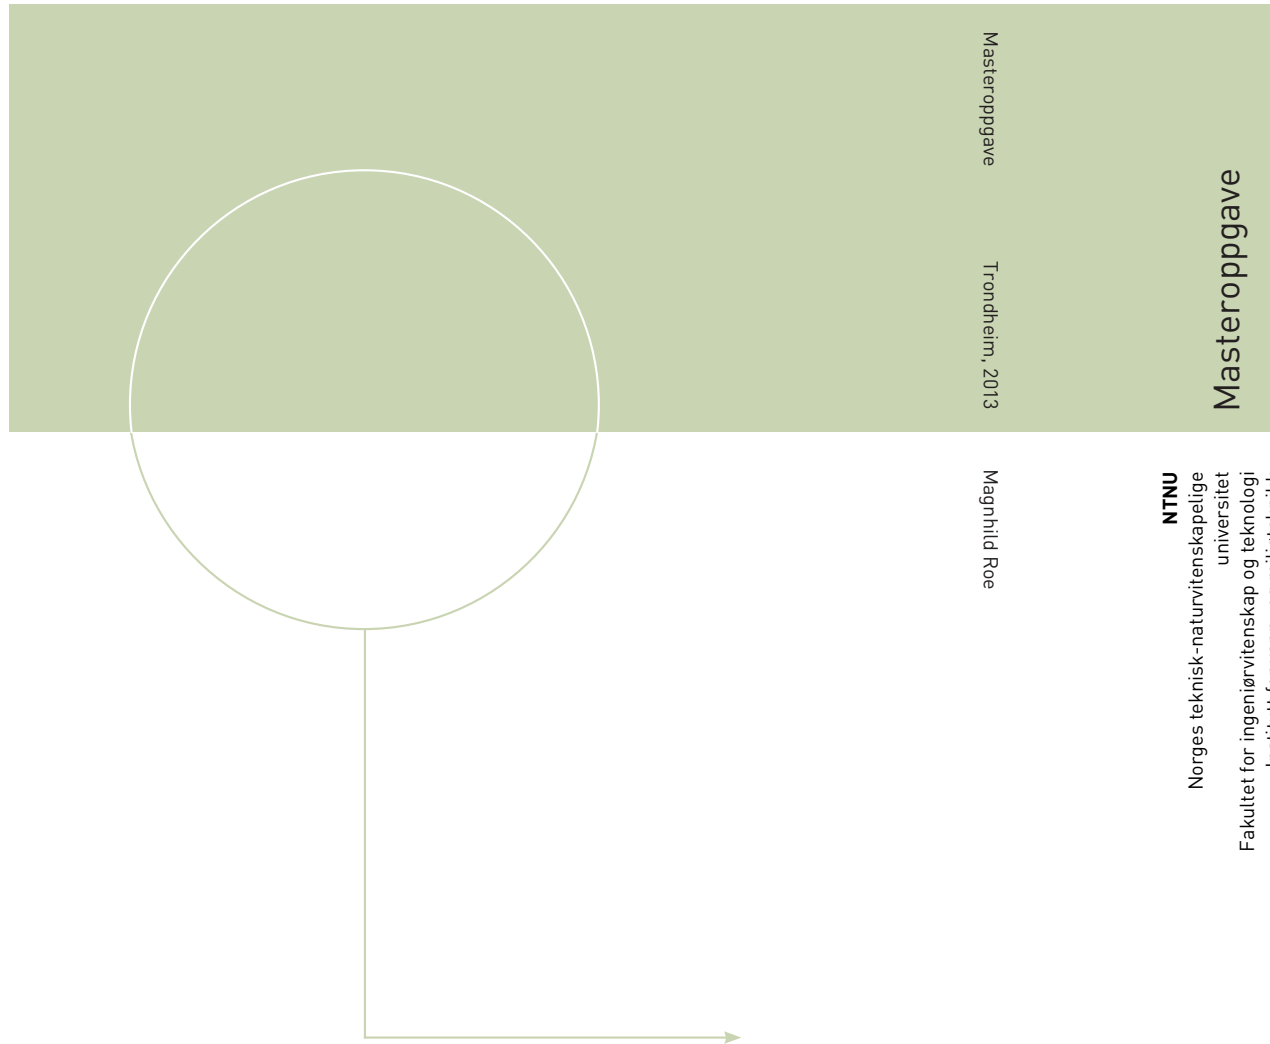 Masteroppgave
Trondheim, 2013
Magnhild Roe
Masteroppgave
NTNU
Norges teknisk-naturvitenskapelige
universitet
Fakultet for ingeniørvitenskap og teknologi